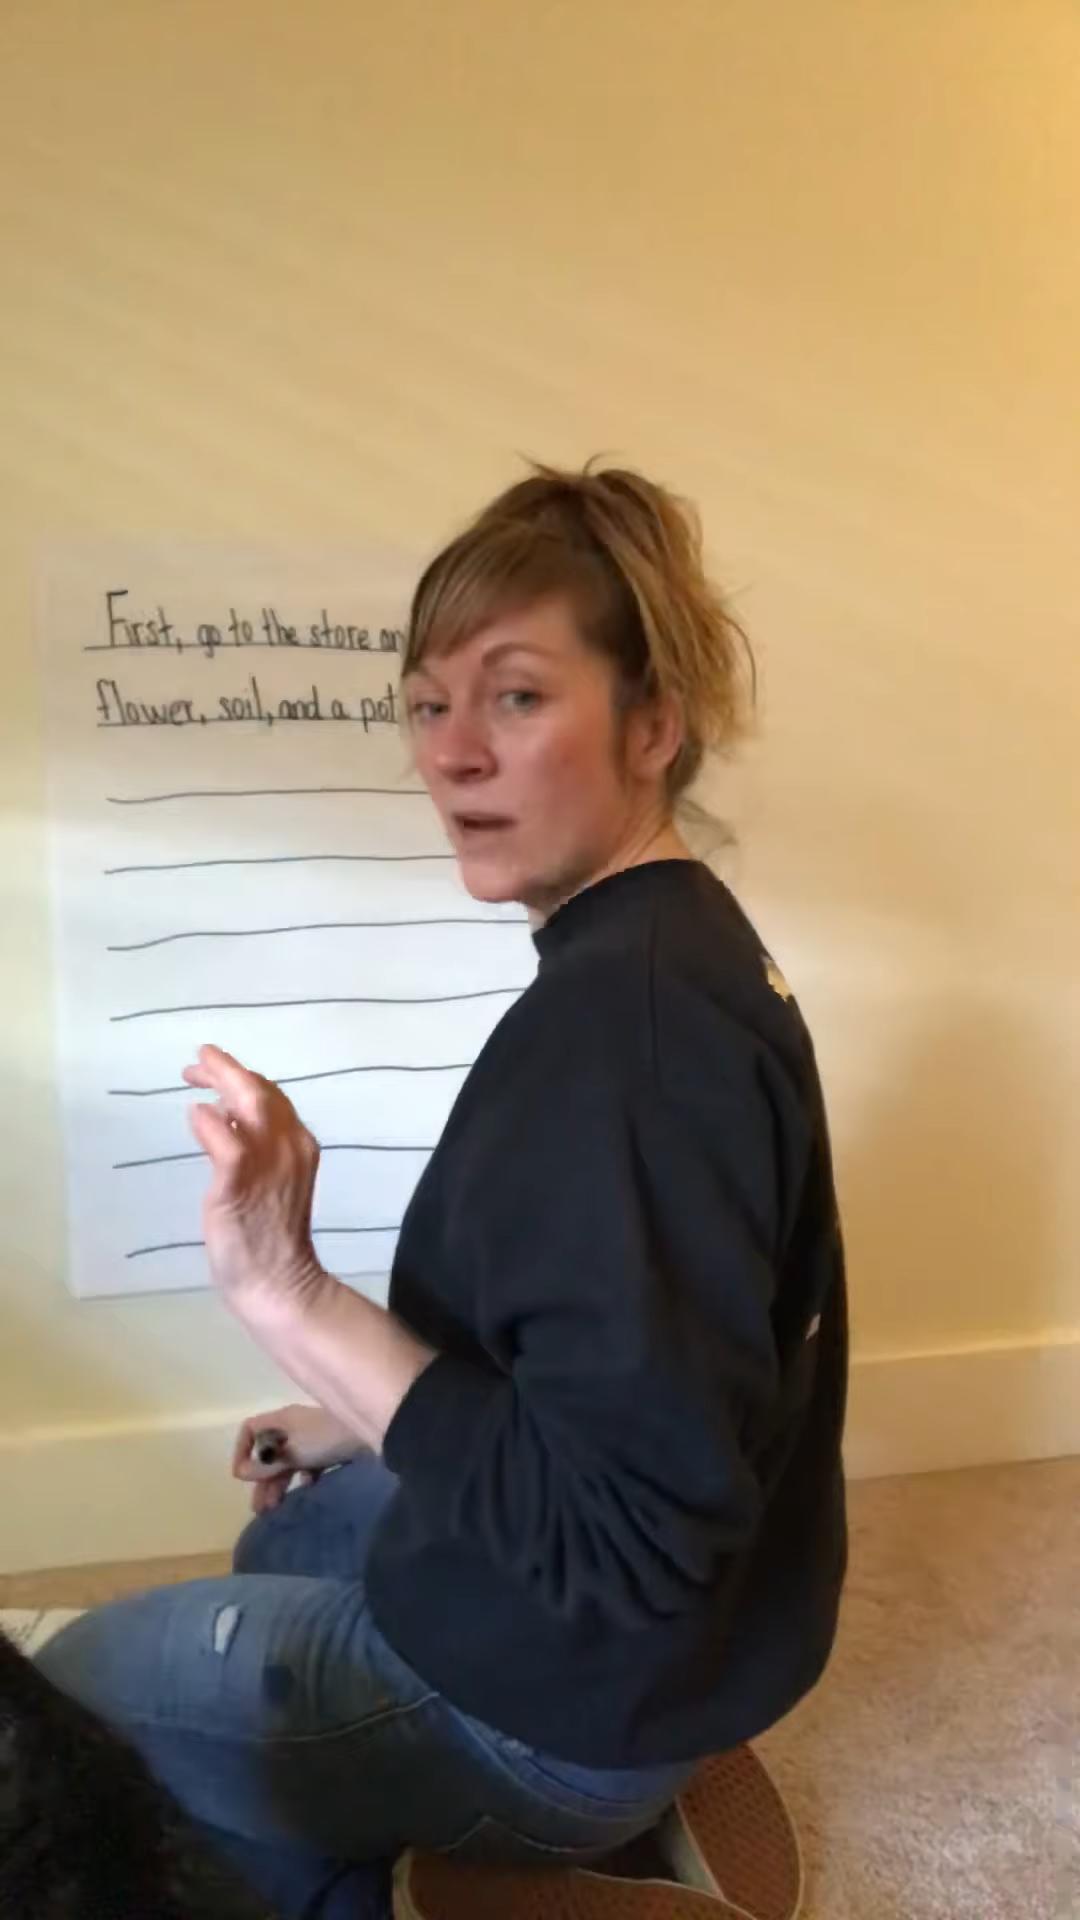 First, go to the store
flower, soil, and a pot